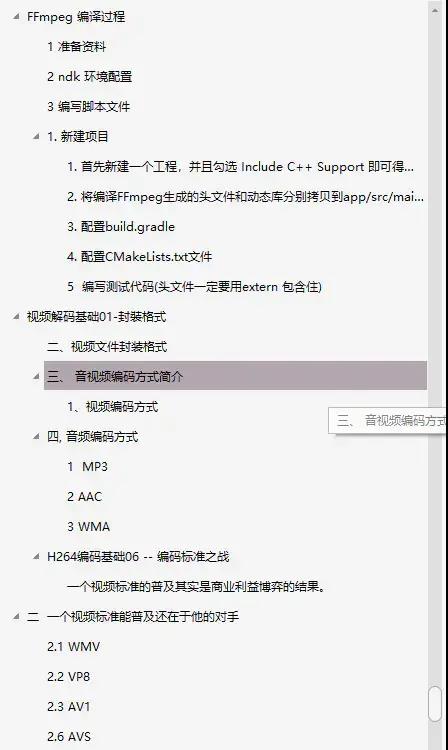 FFmpeg 编译过程
1 准备资料
2 ndk 环境配置
3 编写脚本文件
1. 新建项目
1. 首先新建一个工程，并且勾选 Include C++ Support 即可得...
2. 将编译FFmpeg生成的头文件和动态库分别拷贝到app/src/mai...
3. 配置build.gradle
4. 配置CMakeLists.txt文件
5 编写测试代码(头文件一定要用extern 包含住)
视频解码基础01-封装格式
二、视频文件封装格式
三、 音视频编码方式简介
1、视频编码方式
三、 音视频编码方式
四, 音频编码方式
1 MP3
2 AAC
3 WMA
H264编码基础06 -- 编码标准之战
一个视频标准的普及其实是商业利益博弈的结果。
二 一个视频标准能普及还在于他的对手
2.1 WMV
2.2 VP8
2.3 AV1
2.6 AVS